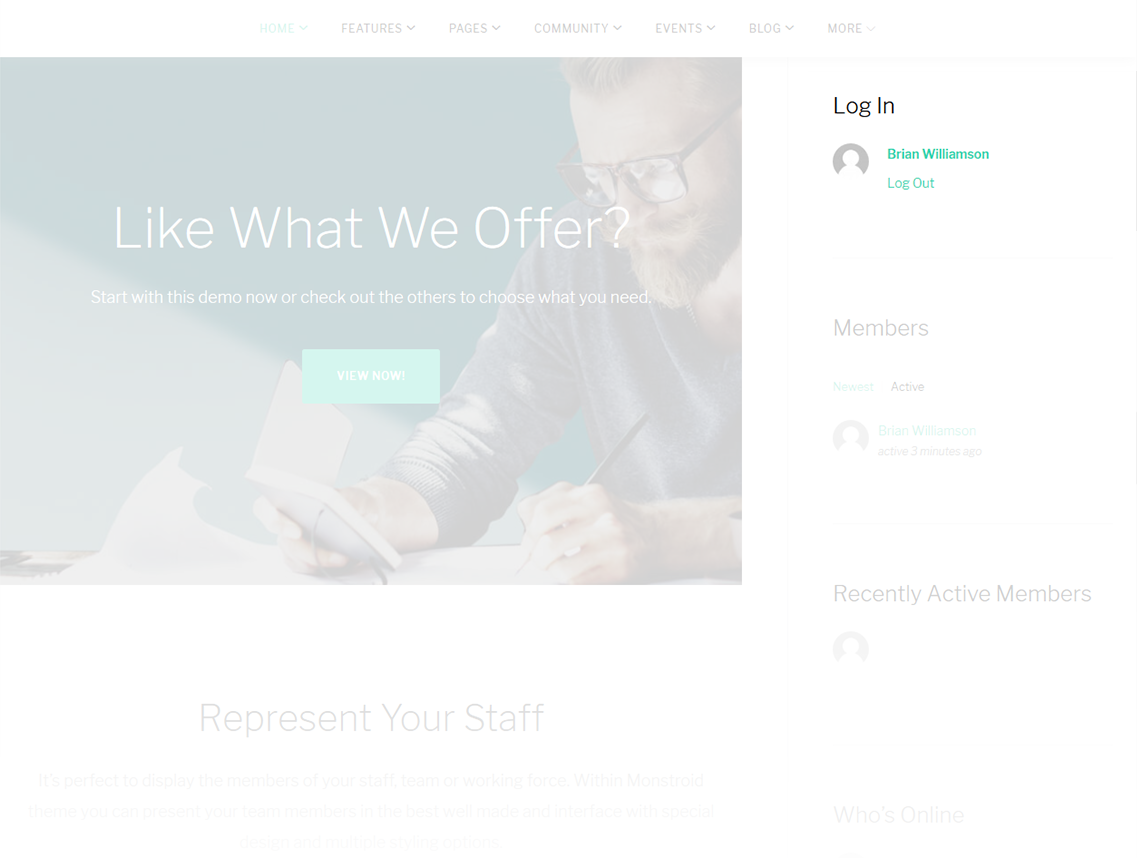 HOME FEATURES PAGES COMMUNITY EVENTS BLOG MORE
Like What We Offer?
Start with this demo now or check out the others to choose what you need.
VIEW NOW!
Represent Your Staff
It's perfect to display the members of your staff, team or working force. Within Monstroid
theme you can present your team members in the best well made and interface with special
design and multiple styling options.
Log In
Brian Williamson
Log Out
Members
Newest Active
Brian Williamson
active 3 minutes ago
Recently Active Members
Who's Online